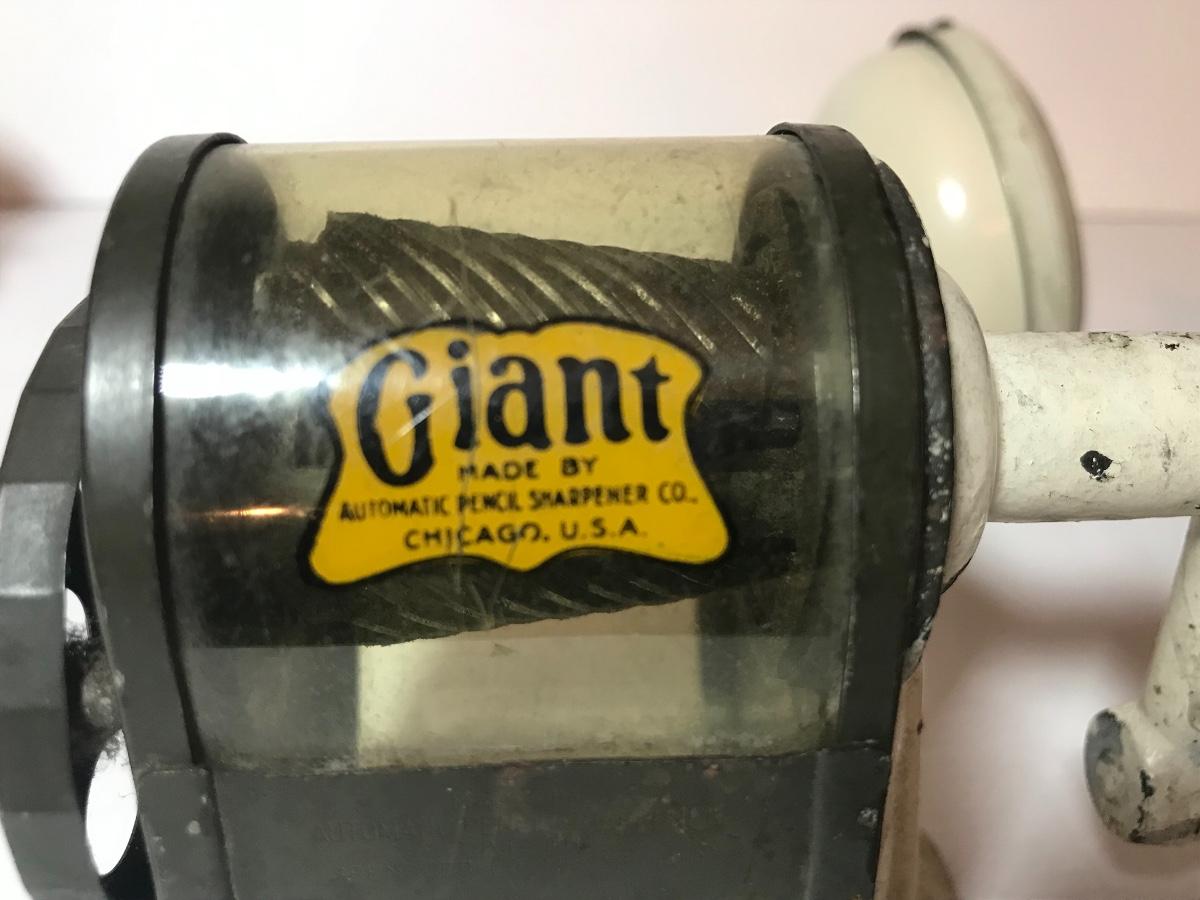 Giant
MADE BY
AUTOMATIC PENCIL SHARPENER CO.,
CHICAGO, U.S.A.